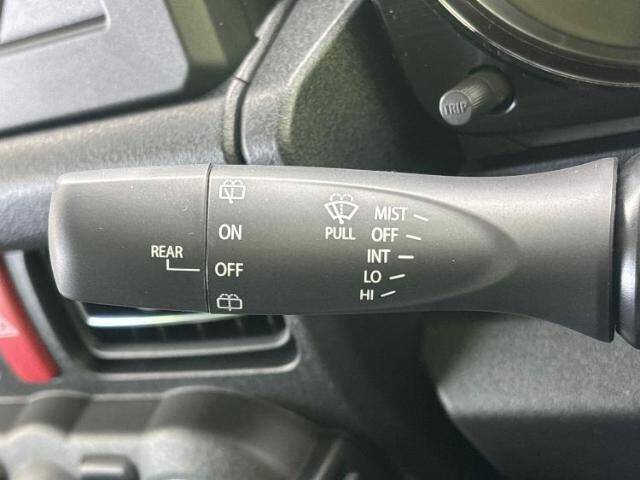 TRIP
REAR
ON
OFF
PULL
MIST
OFF
INT
LO
HI